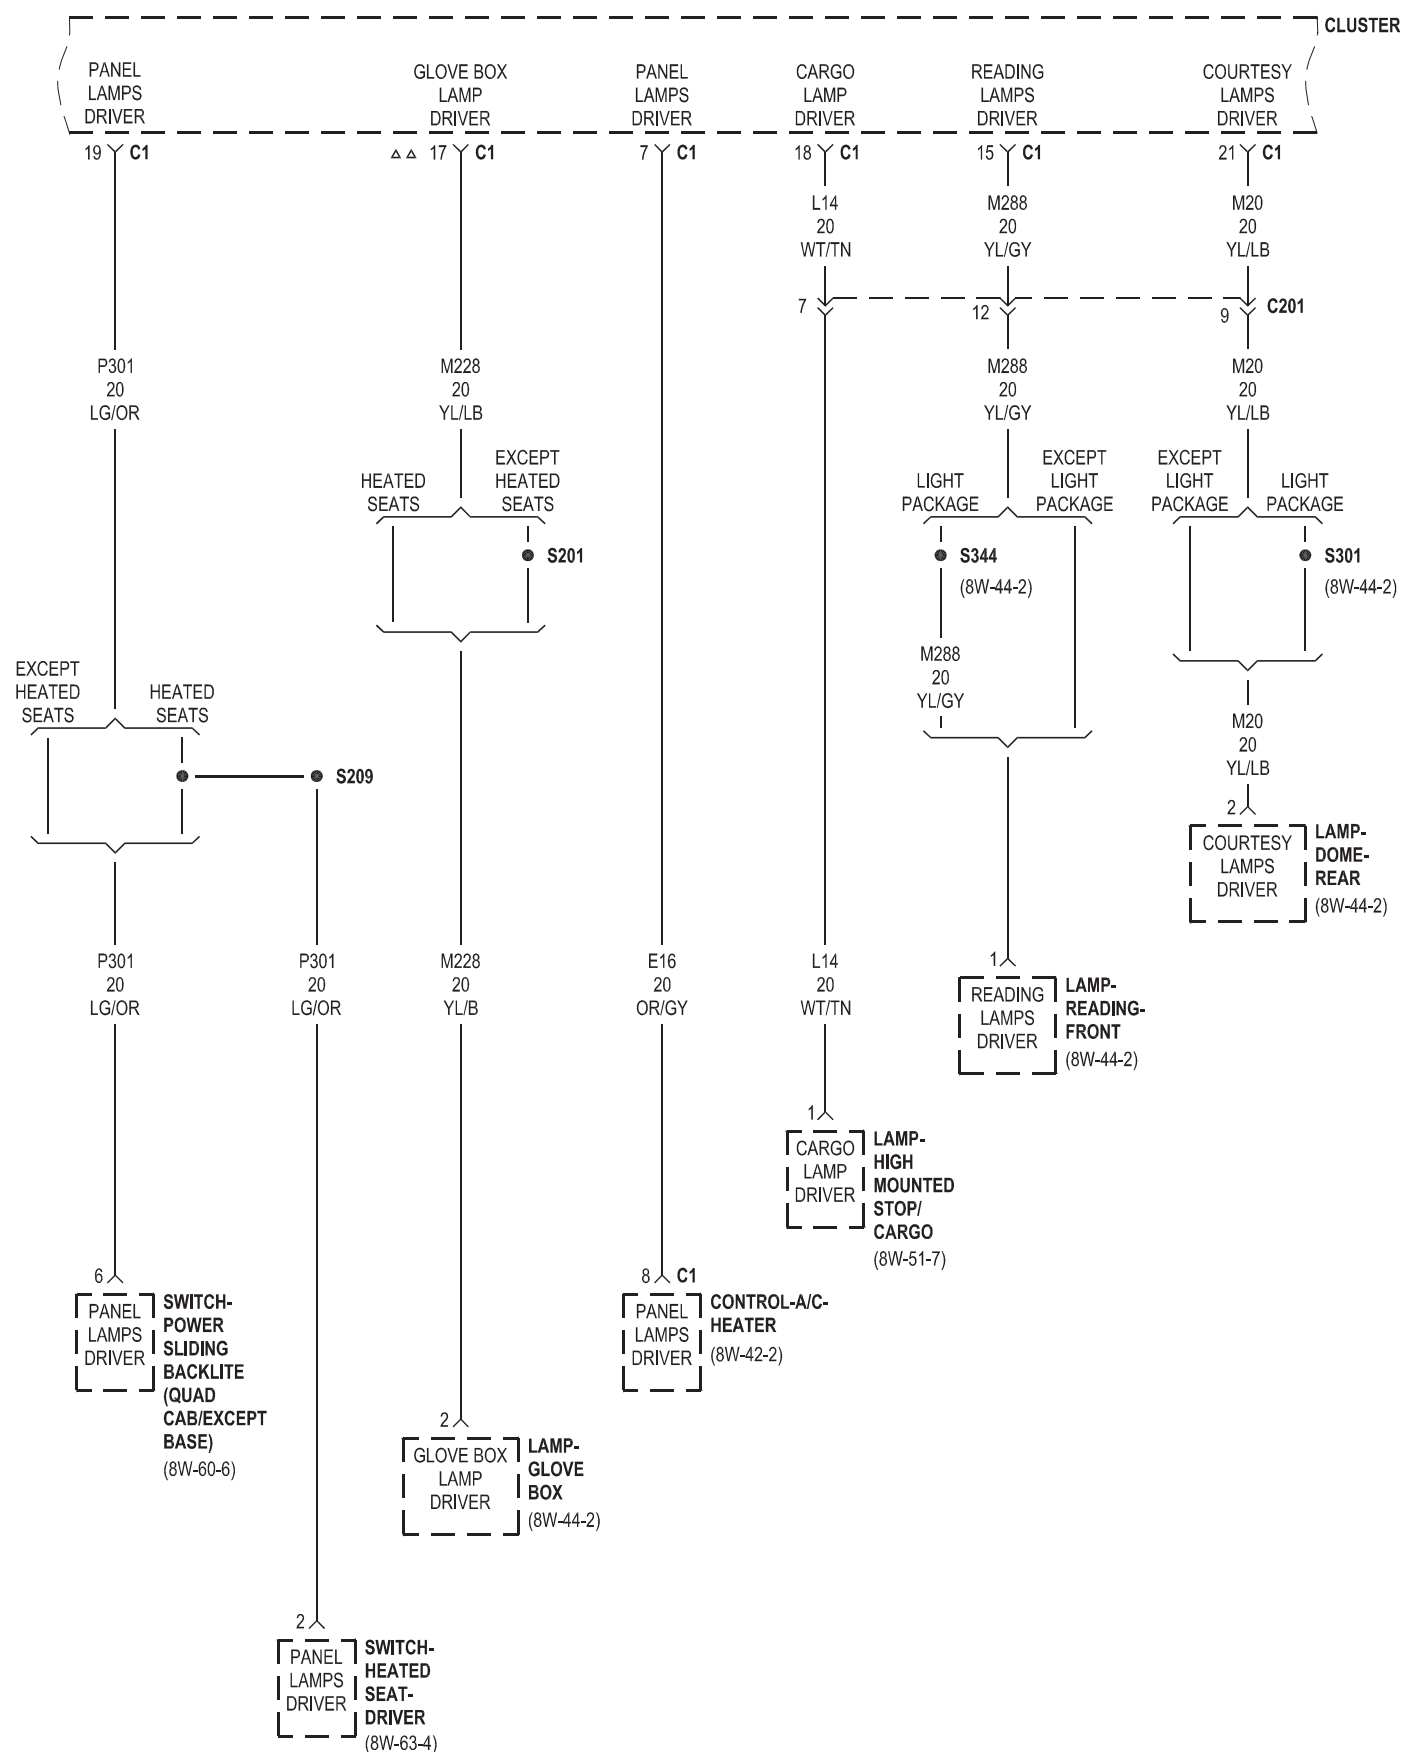 CLUSTER
PANEL
LAMPS
DRIVER
GLOVE BOX
LAMP
DRIVER
PANEL
LAMPS
DRIVER
CARGO
LAMP
DRIVER
READING
LAMPS
DRIVER
COURTESY
LAMPS
DRIVER
19 C1
17 C1
7 C1
18 C1
15 C1
21 C1
L14
20
WT/TN
M288
20
YL/GY
M20
20
YL/LB
7
12
9
C201
P301
20
LG/OR
M228
20
YL/LB
M288
20
YL/GY
M20
20
YL/LB
HEATED
SEATS
EXCEPT
HEATED
SEATS
LIGHT
PACKAGE
EXCEPT
LIGHT
PACKAGE
EXCEPT
LIGHT
PACKAGE
LIGHT
PACKAGE
S201
S344
(8W-44-2)
S301
(8W-44-2)
M288
20
YL/GY
EXCEPT
HEATED
SEATS
HEATED
SEATS
S209
M20
20
YL/LB
2
COURTESY
LAMPS
DRIVER
LAMP-
DOME-
REAR
(8W-44-2)
P301
20
LG/OR
P301
20
LG/OR
M228
20
YL/B
E16
20
OR/GY
L14
20
WT/TN
1
READING
LAMPS
DRIVER
LAMP-
READING-
FRONT
(8W-44-2)
1
CARGO
LAMP
DRIVER
LAMP-
HIGH
MOUNTED
STOP/
CARGO
(8W-51-7)
6
PANEL
LAMPS
DRIVER
SWITCH-
POWER
SLIDING
BACKLITE
(QUAD
CAB/EXCEPT
BASE)
(8W-60-6)
8 C1
PANEL
LAMPS
DRIVER
CONTROL-A/C-
HEATER
(8W-42-2)
2
GLOVE BOX
LAMP
DRIVER
LAMP-
GLOVE
BOX
(8W-44-2)
2
PANEL
LAMPS
DRIVER
SWITCH-
HEATED
SEAT-
DRIVER
(8W-63-4)